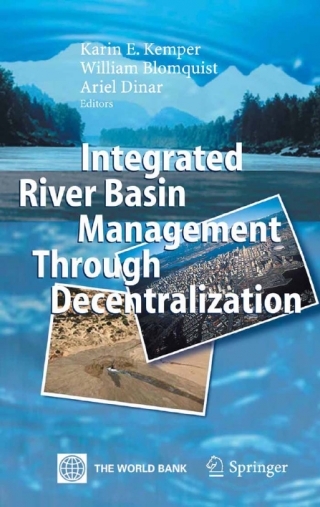 Karin E. Kemper
William Blomquist
Ariel Dinar
Editors
Integrated
River Basin
Management
Through
Decentralization
THE WORLD BANK
Springer